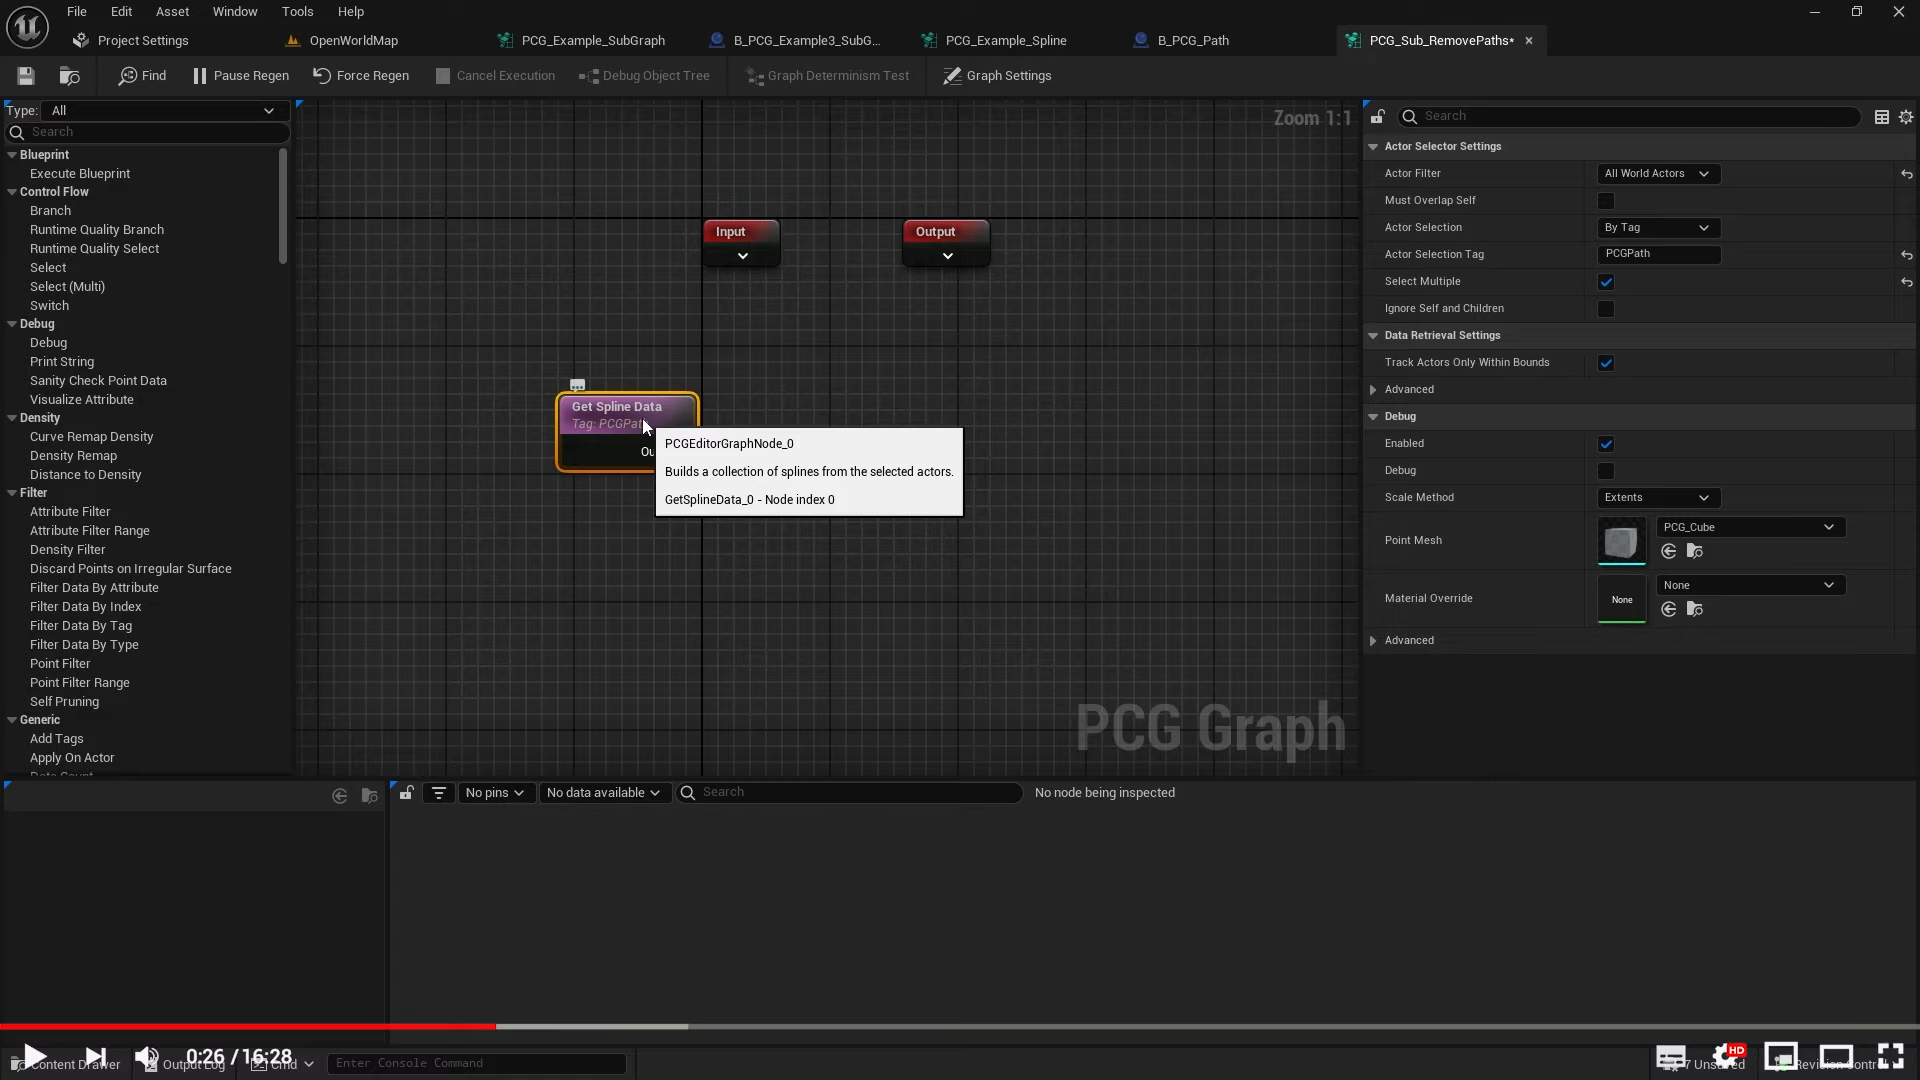 File Edit Asset Window Tools Help
Project Settings OpenWorldMap PCG_Example_SubGraph B_PCG_Example3_SubG... PCG_Example_Spline B_PCG_Path PCG_Sub_RemovePaths*
Find Pause Regen Force Regen Cancel Execution Debug Object Tree Graph Determinism Test Graph Settings
Type: All
Search
Blueprint
Execute Blueprint
Control Flow
Branch
Runtime Quality Branch
Runtime Quality Select
Select
Select (Multi)
Switch
Debug
Debug
Print String
Sanity Check Point Data
Visualize Attribute
Density
Curve Remap Density
Density Remap
Distance to Density
Filter
Attribute Filter
Attribute Filter Range
Density Filter
Discard Points on Irregular Surface
Filter Data By Attribute
Filter Data By Index
Filter Data By Tag
Filter Data By Type
Point Filter
Point Filter Range
Self Pruning
Generic
Add Tags
Apply On Actor
Data Count
Zoom 1:1
Input
Output
Get Spline Data
Tag: PCGPat
Ou
PCGEditorGraphNode_0
Builds a collection of splines from the selected actors.
GetSplineData_0 - Node index 0
PCG Graph
Search
Actor Selector Settings
Actor Filter All World Actors
Must Overlap Self
Actor Selection By Tag
Actor Selection Tag PCGPath
Select Multiple
Ignore Self and Children
Data Retrieval Settings
Track Actors Only Within Bounds
Advanced
Debug
Enabled
Debug
Scale Method Extents
Point Mesh PCG_Cube
Material Override None None
Advanced
No pins No data available Search No node being inspected
0:26 / 16:28
Content Drawer Output Log Cmd Enter Console Command
HD
7 Unsaved Revision Control